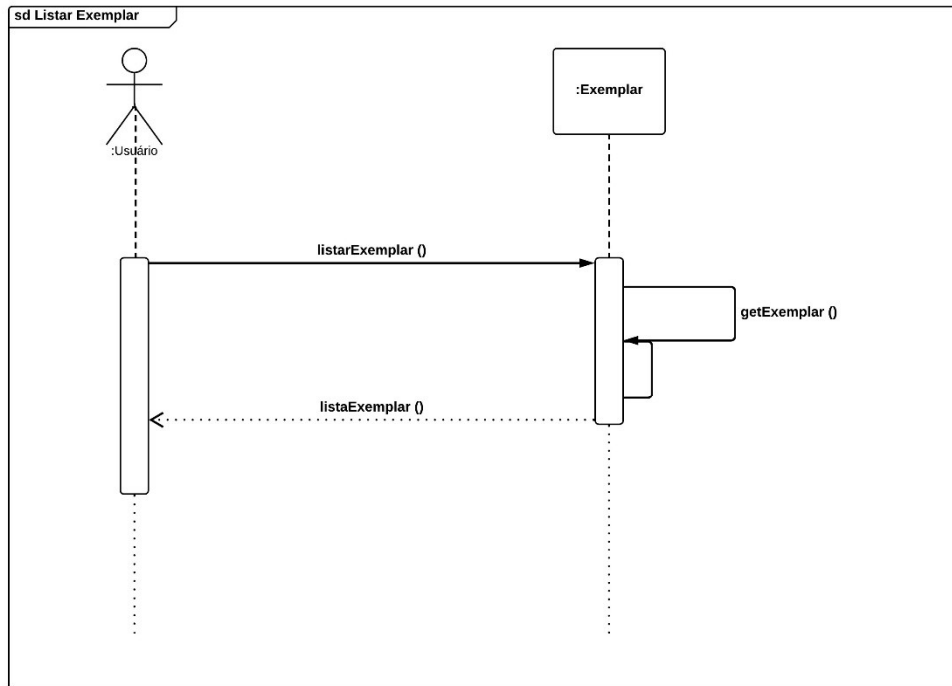 sd Listar Exemplar
:Usuário
:Exemplar
listarExemplar ()
getExemplar ()
listaExemplar ()